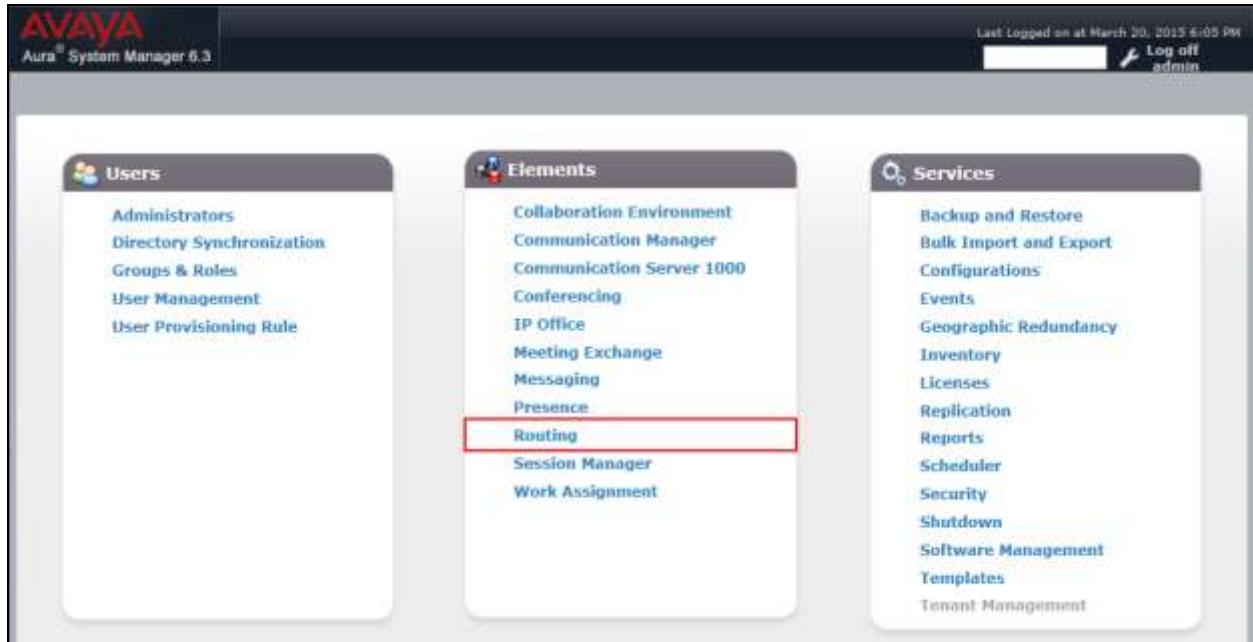 AVAYA
Aura® System Manager 6.3
Last Logged on at March 20, 2015 6:05 PM
Log off
admin
Users
Administrators
Directory Synchronization
Groups & Roles
User Management
User Provisioning Rule
Elements
Collaboration Environment
Communication Manager
Communication Server 1000
Conferencing
IP Office
Meeting Exchange
Messaging
Presence
Routing
Session Manager
Work Assignment
Services
Backup and Restore
Bulk Import and Export
Configurations
Events
Geographic Redundancy
Inventory
Licenses
Replication
Reports
Scheduler
Security
Shutdown
Software Management
Templates
Tenant Management